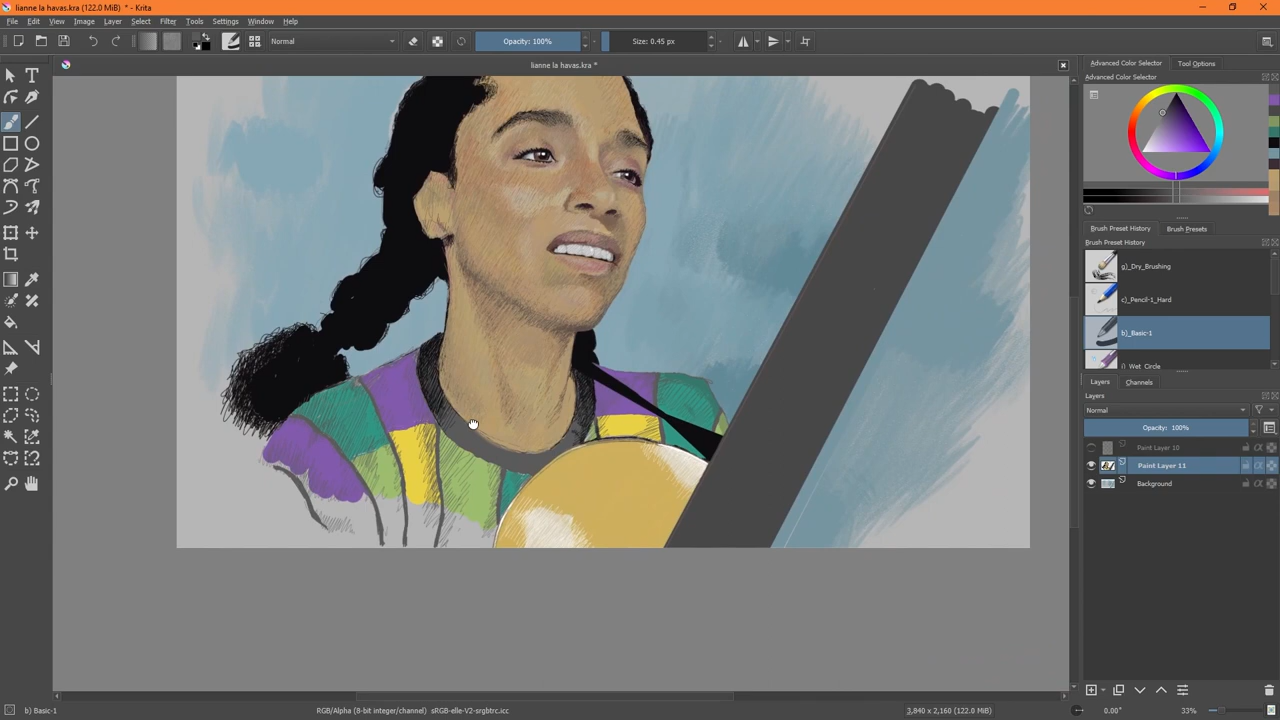 lianne la havas.kra (122.0 MiB) * - Krita
File Edit View Image Layer Select Filter Tools Settings Window Help
Normal Opacity: 100% Size: 0.45 px
lianne la havas.kra *
Advanced Color Selector Tool Options
Advanced Color Selector
Brush Preset History Brush Presets
Brush Preset History
g)_Dry_Brushing
c)_Pencil-1_Hard
b)_Basic-1
i)_Wet_Circle
Layers Channels
Layers
Normal
Opacity: 100%
Paint Layer 10
Paint Layer 11
Background
b) Basic-1 RGB/Alpha (8-bit integer/channel) sRGB-elle-V2-srgbtrc.icc 3,840 x 2,160 (122.0 MiB) 0.00° 33%